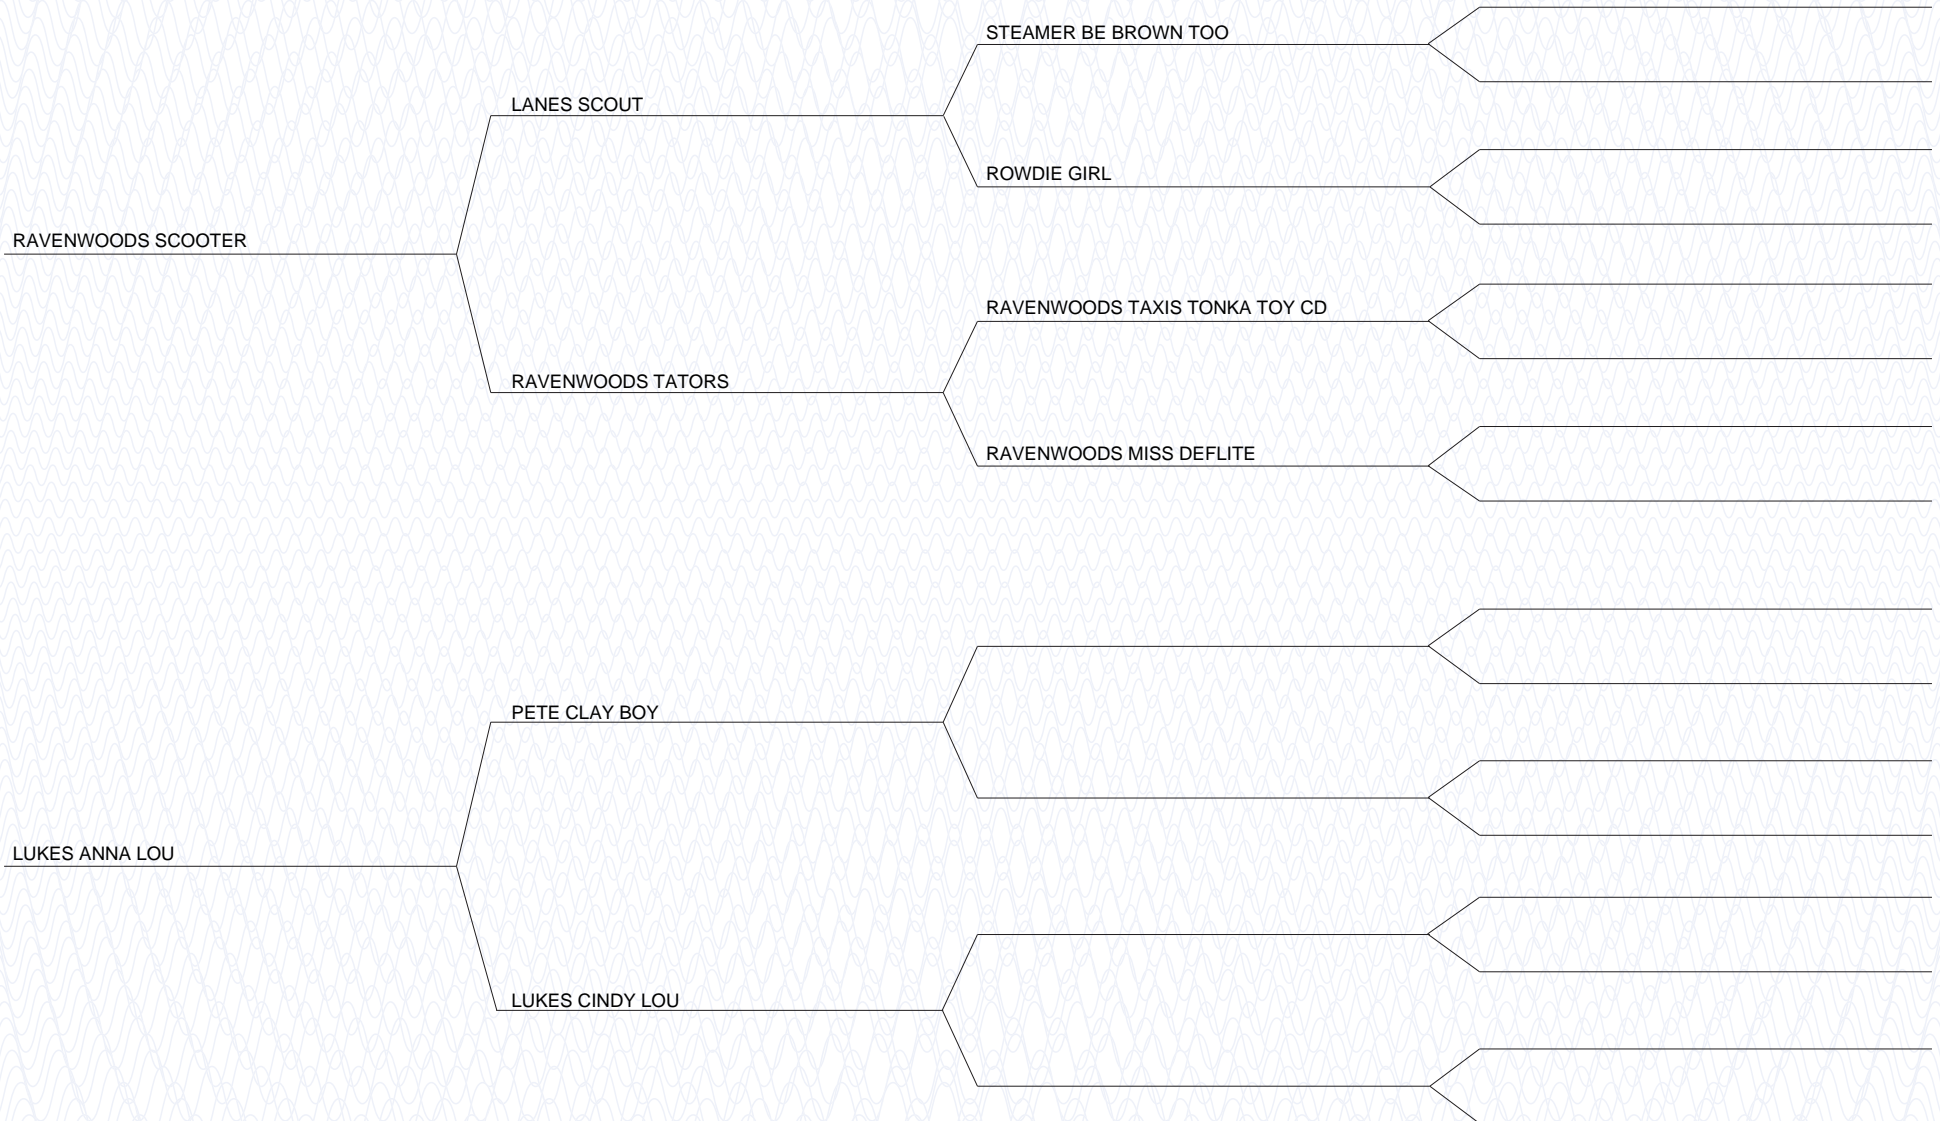 STEAMER BE BROWN TOO
LANES SCOUT
ROWDIE GIRL
RAVENWOODS SCOOTER
RAVENWOODS TAXIS TONKA TOY CD
RAVENWOODS TATORS
RAVENWOODS MISS DEFLITE
PETE CLAY BOY
LUKES ANNA LOU
LUKES CINDY LOU